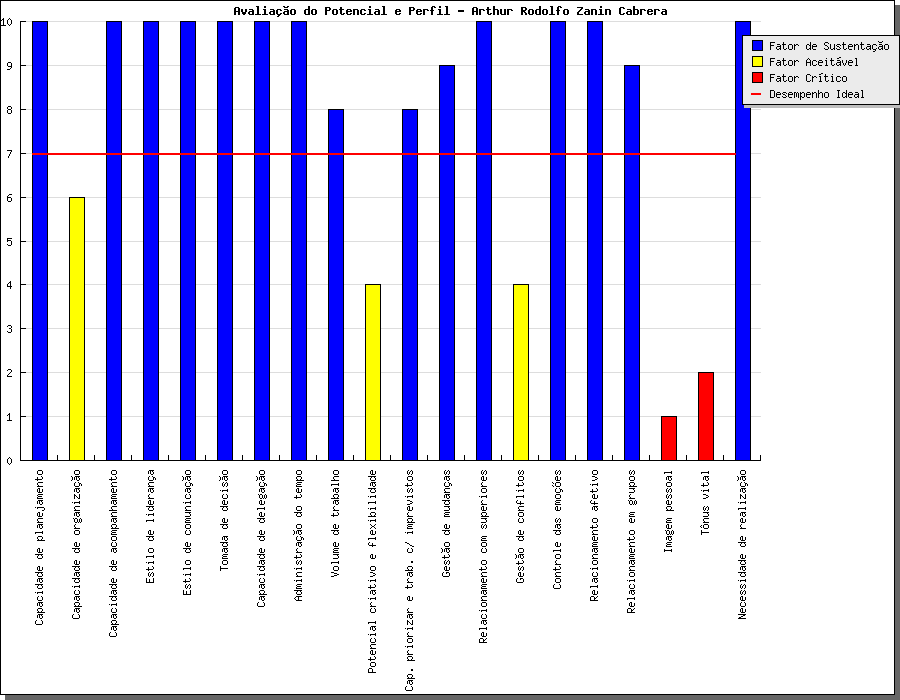 Avaliação do Potencial e Perfil - Arthur Rodolfo Zanin Cabrera
10
9
8
7
6
5
4
3
2
1
0
Fator de Sustentação
Fator Aceitável
Fator Crítico
Desempenho Ideal
Capacidade de planejamento
Capacidade de organização
Capacidade de acompanhamento
Estilo de liderança
Estilo de comunicação
Tomada de decisão
Capacidade de delegação
Administração do tempo
Volume de trabalho
Potencial criativo e flexibilidade
Cap. priorizar e trab. c/ imprevistos
Gestão de mudanças
Relacionamento com superiores
Gestão de conflitos
Controle das emoções
Relacionamento afetivo
Relacionamento em grupos
Imagem pessoal
Tônus vital
Necessidade de realização